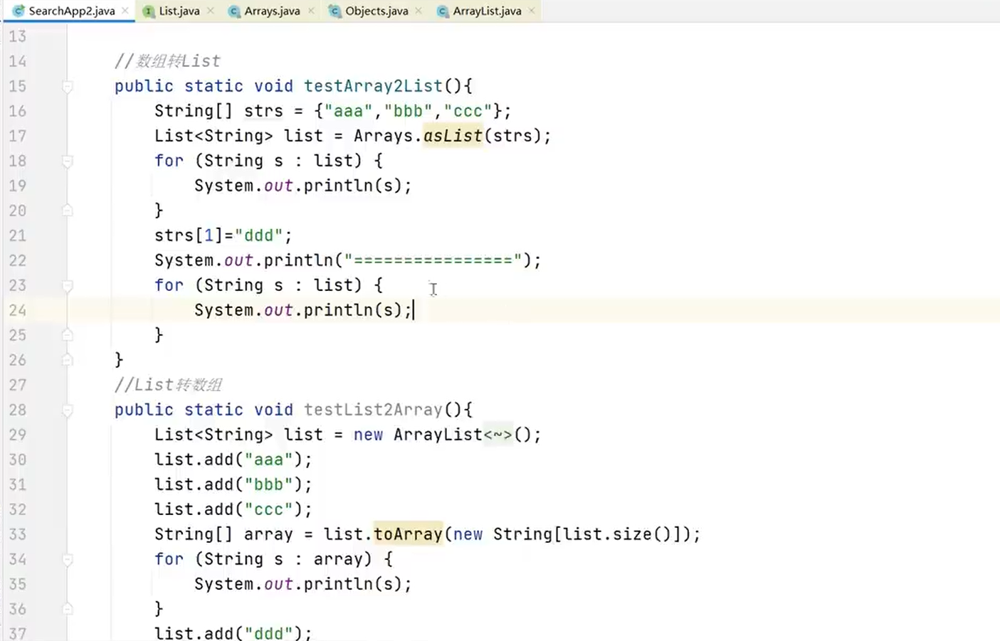 SearchApp2.java × List.java × Arrays.java × Objects.java × ArrayList.java ×
13
14 //数组转List
15 public static void testArray2List(){
16 String[] strs = {"aaa","bbb","ccc"};
17 List<String> list = Arrays.asList(strs);
18 for (String s : list) {
19 System.out.println(s);
20 }
21 strs[1]="ddd";
22 System.out.println("================");
23 for (String s : list) {
24 System.out.println(s);
25 }
26 }
27 //List转数组
28 public static void testList2Array(){
29 List<String> list = new ArrayList<~>();
30 list.add("aaa");
31 list.add("bbb");
32 list.add("ccc");
33 String[] array = list.toArray(new String[list.size()]);
34 for (String s : array) {
35 System.out.println(s);
36 }
37 list.add("ddd");